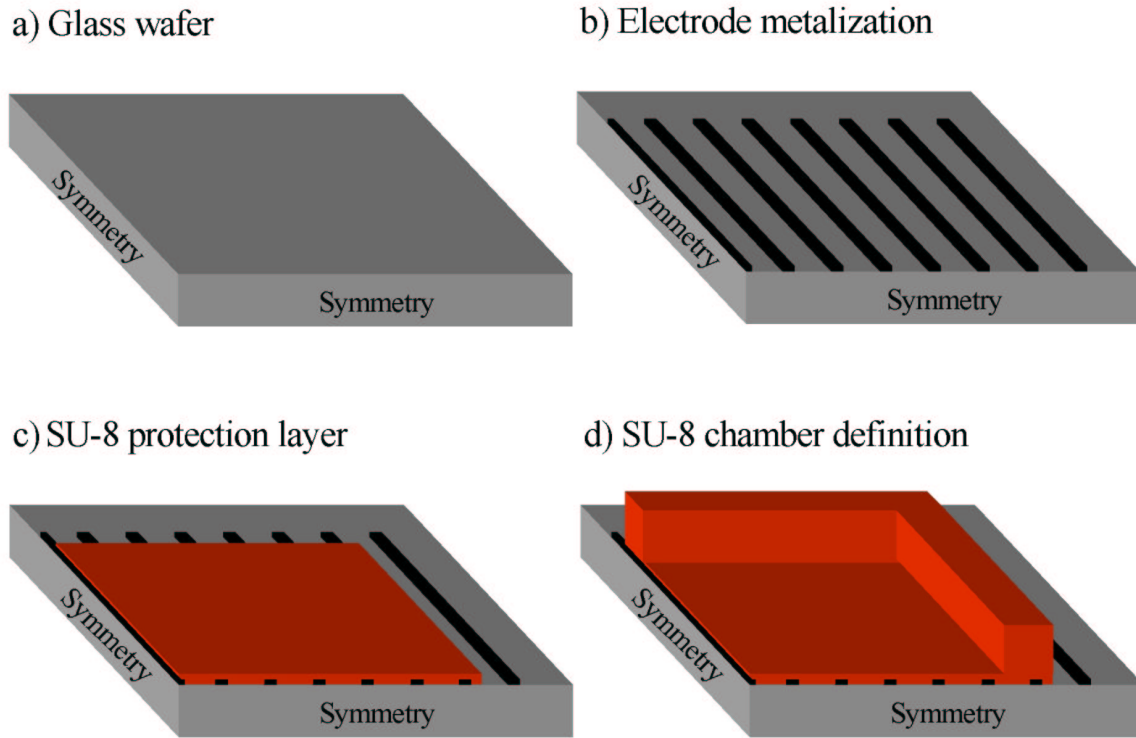 a) Glass wafer
b) Electrode metalization
Symmetry
Symmetry
Symmetry
Symmetry
c) SU-8 protection layer
d) SU-8 chamber definition
Symmetry
Symmetry
Symmetry
Symmetry